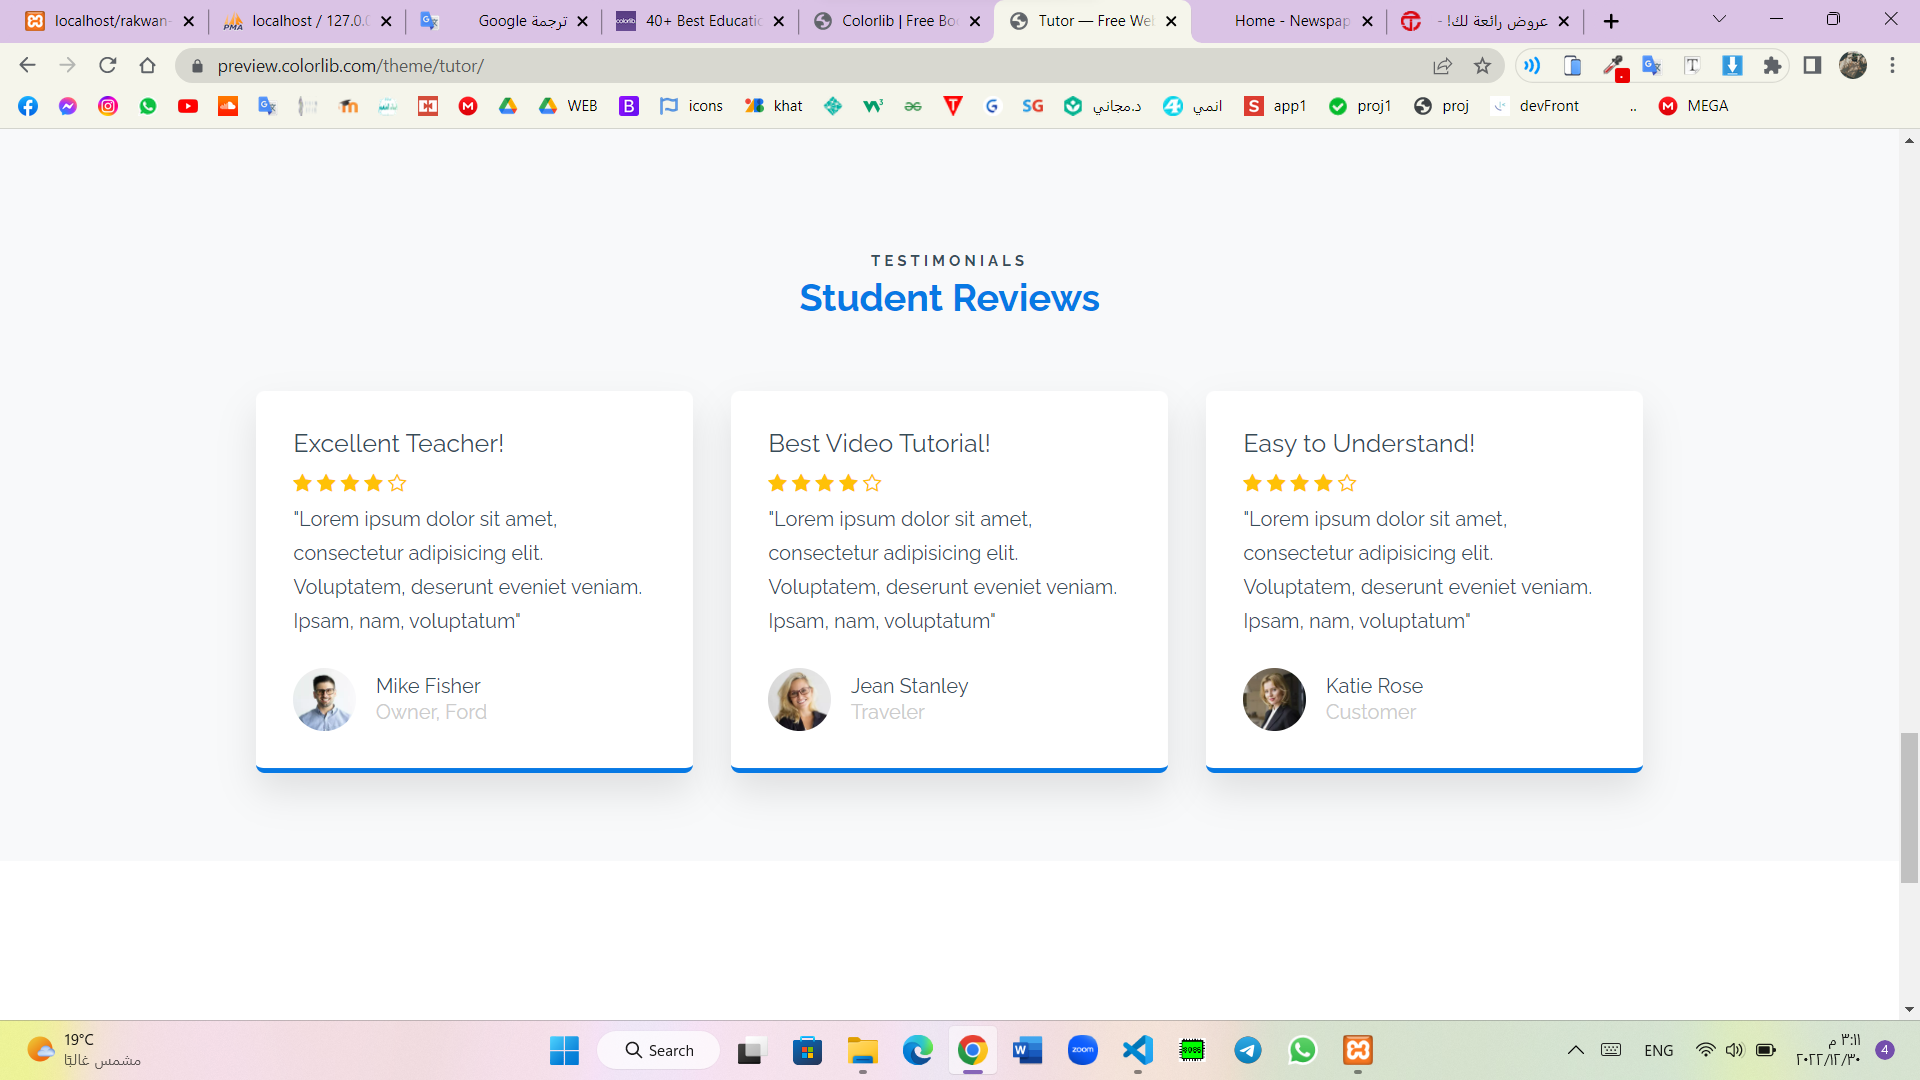 localhost/rakwan-
localhost / 127.0.0
ترجمة Google
40+ Best Educatio
Colorlib | Free Boo
Tutor — Free Web
Home - Newspap
عروض رائعة لك! -
preview.colorlib.com/theme/tutor/
WEB
icons
khat
د.مجاني
انمي
app1
proj1
proj
devFront
..
MEGA
TESTIMONIALS
Student Reviews
Excellent Teacher!
"Lorem ipsum dolor sit amet,
consectetur adipisicing elit.
Voluptatem, deserunt eveniet veniam.
Ipsam, nam, voluptatum"
Mike Fisher
Owner, Ford
Best Video Tutorial!
"Lorem ipsum dolor sit amet,
consectetur adipisicing elit.
Voluptatem, deserunt eveniet veniam.
Ipsam, nam, voluptatum"
Jean Stanley
Traveler
Easy to Understand!
"Lorem ipsum dolor sit amet,
consectetur adipisicing elit.
Voluptatem, deserunt eveniet veniam.
Ipsam, nam, voluptatum"
Katie Rose
Customer
19°C
مشمس غالبًا
Search
zoom
ENG
٣:١١ م
٢٠٢٢/١٢/٣٠
4